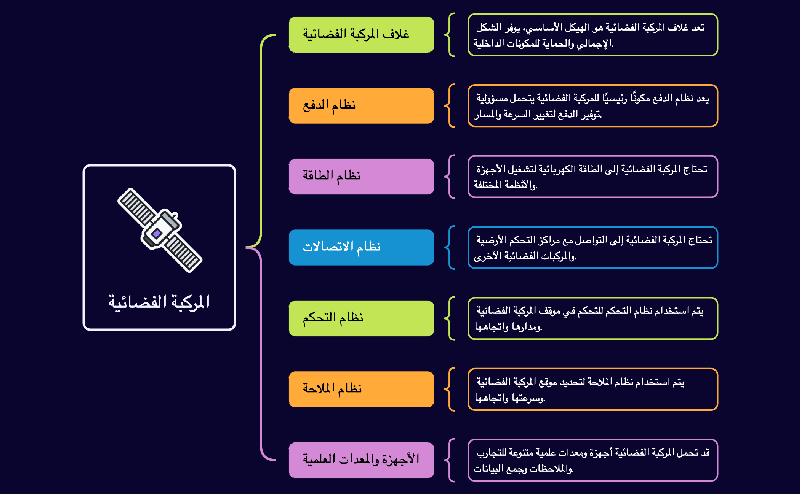 المركبة الفضائية
غلاف المركبة الفضائية
تعد غلاف المركبة الفضائية هو الهيكل الأساسي، يوفر الشكل
الإجمالي والحماية للمكونات الداخلية.
نظام الدفع
يعد نظام الدفع مكونًا رئيسيًا للمركبة الفضائية يتحمل مسؤولية
توفير الدفع لتغيير السرعة والمسار.
نظام الطاقة
تحتاج المركبة الفضائية إلى الطاقة الكهربائية لتشغيل الأجهزة
والأنظمة المختلفة.
نظام الاتصالات
تحتاج المركبة الفضائية إلى التواصل مع مراكز التحكم الأرضية
والمركبات الفضائية الأخرى.
نظام التحكم
يتم استخدام نظام التحكم للتحكم في موقف المركبة الفضائية
ومدارها واتجاهها.
نظام الملاحة
يتم استخدام نظام الملاحة لتحديد موقع المركبة الفضائية
وسرعتها واتجاهها.
الأجهزة والمعدات العلمية
قد تحمل المركبة الفضائية أجهزة ومعدات علمية متنوعة للتجارب
والملاحظات وجمع البيانات.